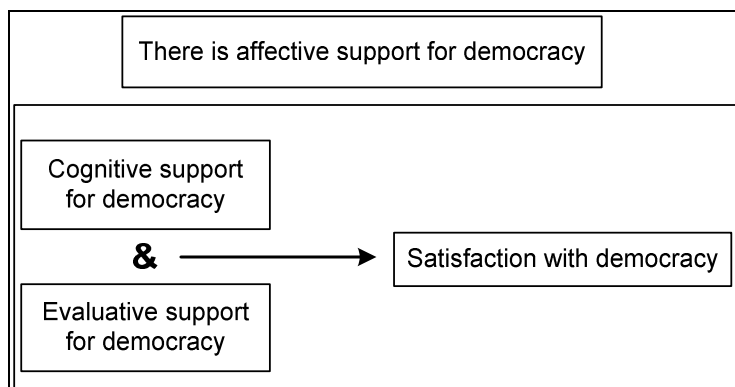 There is affective support for democracy
Cognitive support
for democracy
&
Satisfaction with democracy
Evaluative support
for democracy